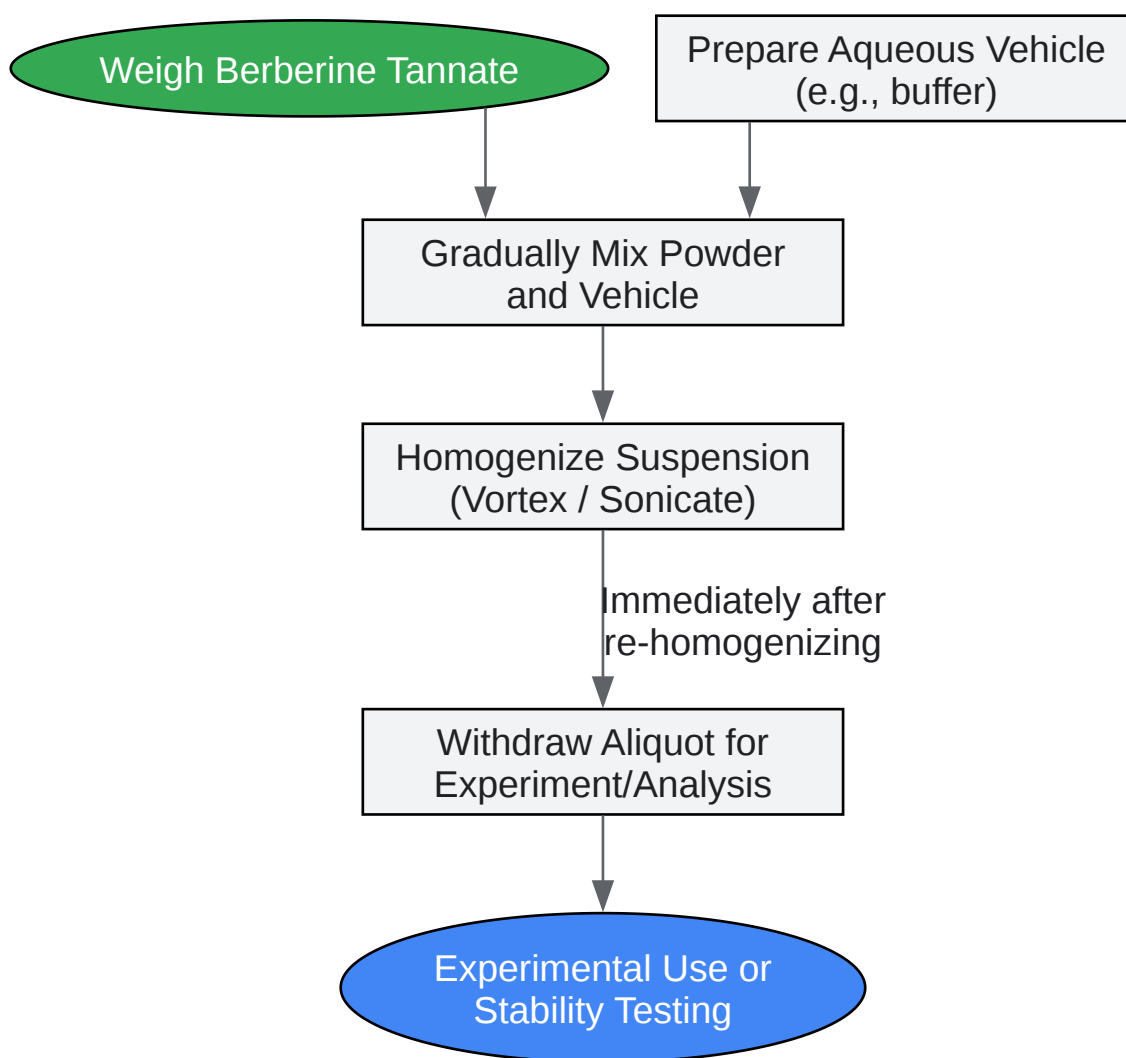 Weigh Berberine Tannate
Prepare Aqueous Vehicle
(e.g., buffer)
Gradually Mix Powder
and Vehicle
Homogenize Suspension
(Vortex / Sonicate)
Immediately after
re-homogenizing
Withdraw Aliquot for
Experiment/Analysis
Experimental Use or
Stability Testing